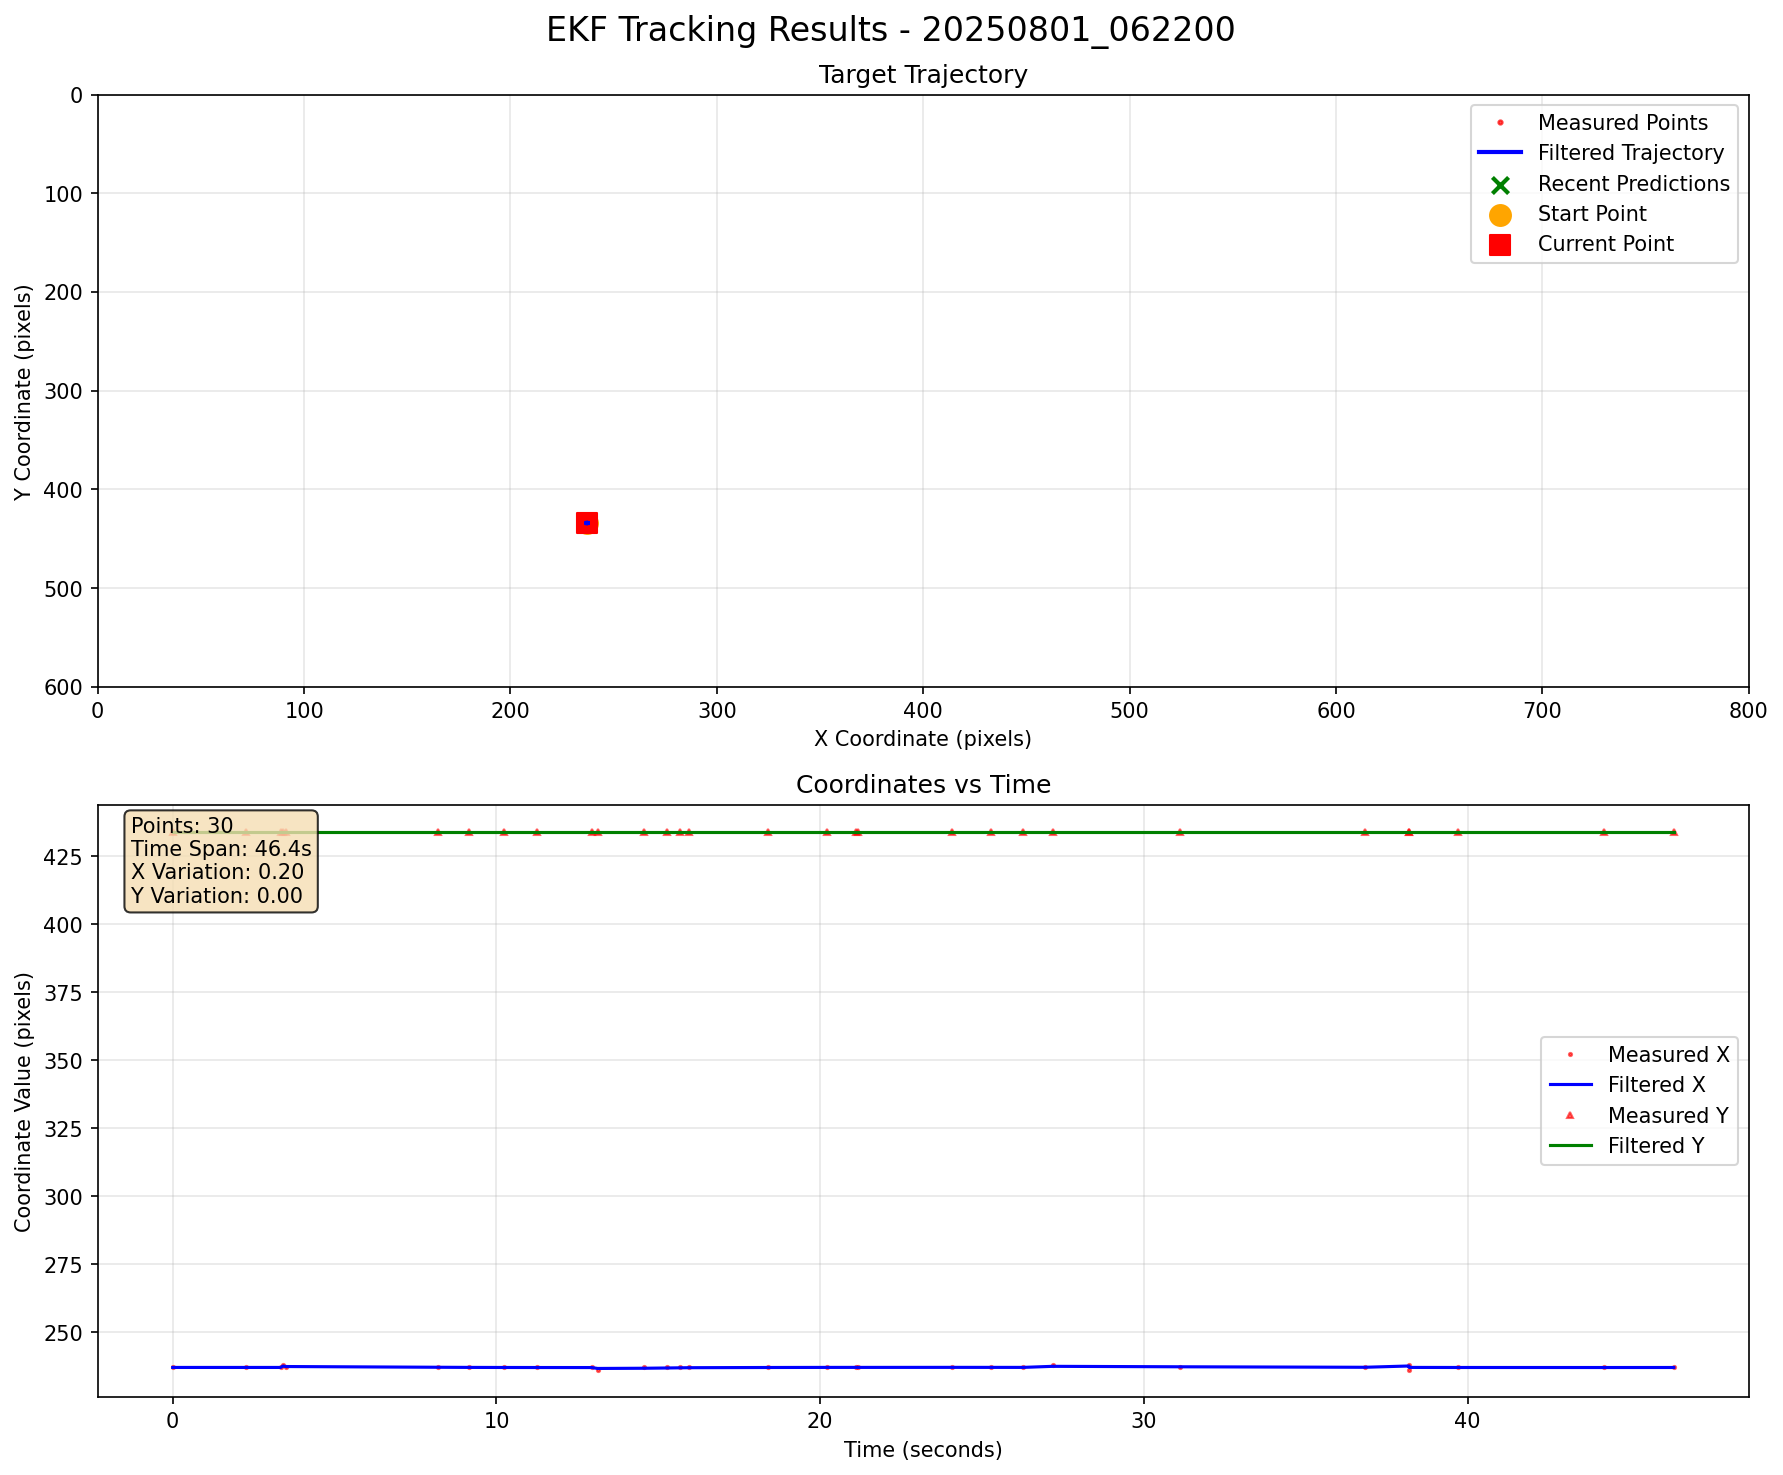 EKF Tracking Results - 20250801_062200
Target Trajectory
0
100
200
300
400
500
600
Y Coordinate (pixels)
Measured Points
Filtered Trajectory
Recent Predictions
Start Point
Current Point
0 100 200 300 400 500 600 700 800
X Coordinate (pixels)
Coordinates vs Time
Points: 30
Time Span: 46.4s
X Variation: 0.20
Y Variation: 0.00
425
400
375
350
325
300
275
250
Coordinate Value (pixels)
Measured X
Filtered X
Measured Y
Filtered Y
0 10 20 30 40
Time (seconds)